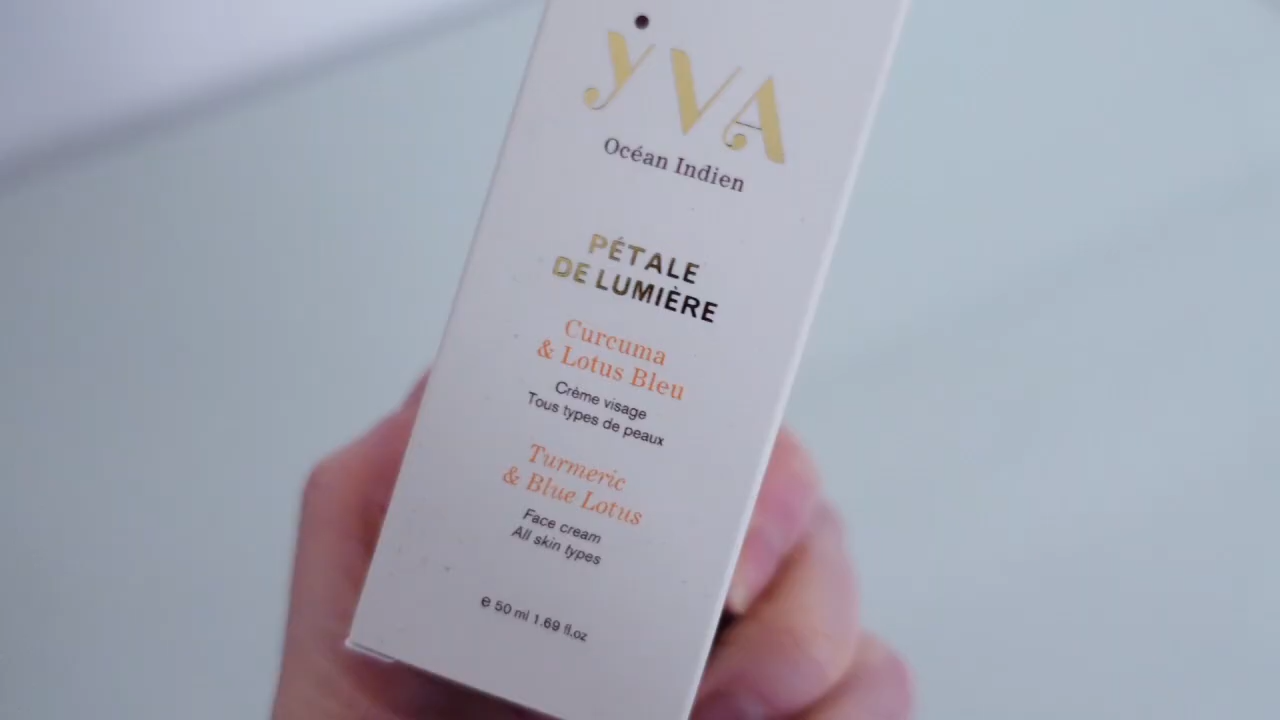 yVA
Océan Indien
PÉTALE
DE LUMIÈRE
Curcuma
& Lotus Bleu
Crème visage
Tous types de peaux
Turmeric
& Blue Lotus
Face cream
All skin types
e 50 ml 1.69 fl.oz